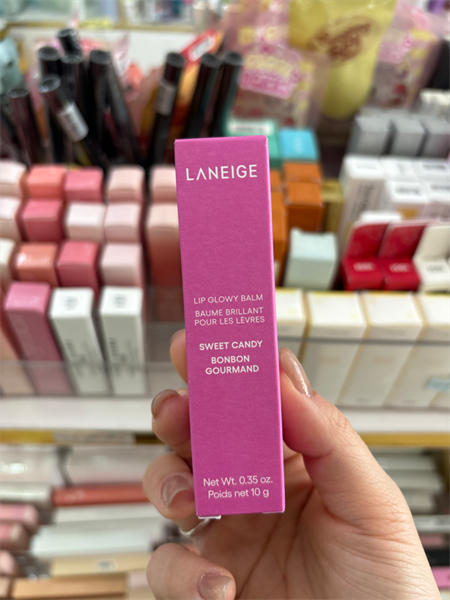 LANEIGE
LIP GLOWY BALM
BAUME BRILLANT
POUR LES LÈVRES
SWEET CANDY
BONBON
GOURMAND
Net Wt. 0.35 oz.
Poids net 10 g